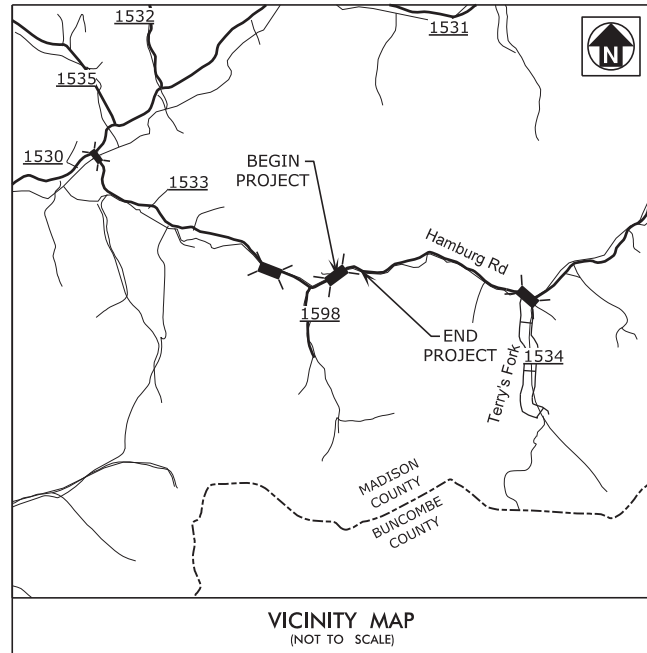 1532
1531
N
1535
1530
1533
BEGIN
PROJECT
Hamburg Rd
1598
END
PROJECT
Terry's Fork
1534
MADISON
COUNTY
BUNCOMBE
COUNTY
VICINITY MAP
(NOT TO SCALE)